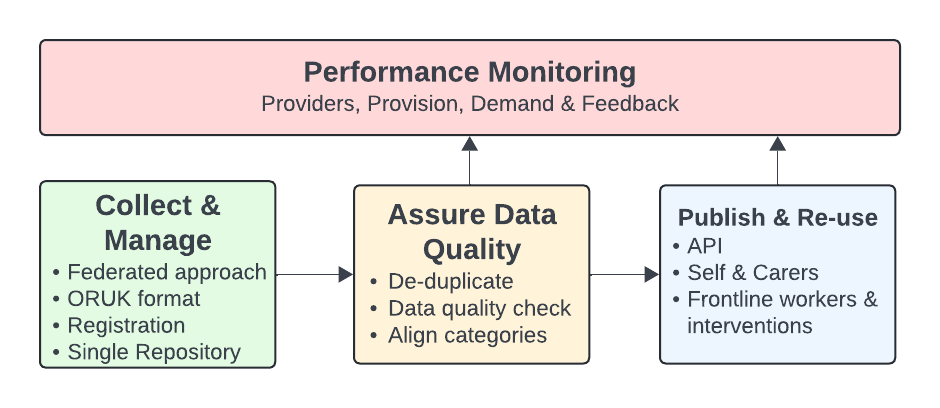 Performance Monitoring
Providers, Provision, Demand & Feedback
Collect &
Manage
• Federated approach
• ORUK format
• Registration
• Single Repository
Assure Data
Quality
• De-duplicate
• Data quality check
• Align categories
Publish & Re-use
• API
• Self & Carers
• Frontline workers &
interventions